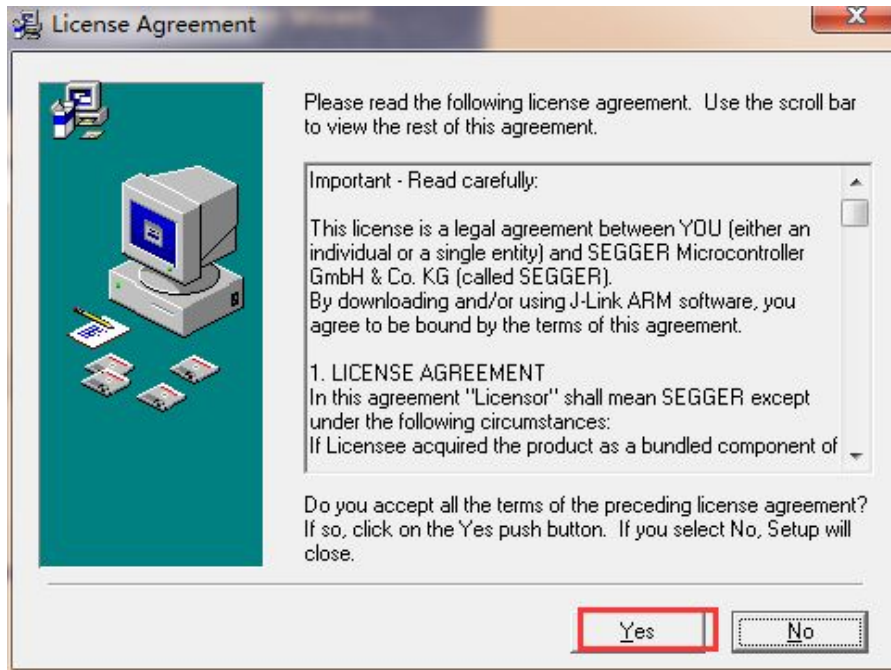 License Agreement
Please read the following license agreement.  Use the scroll bar
to view the rest of this agreement.
Important - Read carefully:
This license is a legal agreement between YOU (either an
individual or a single entity) and SEGGER Microcontroller
GmbH & Co. KG (called SEGGER).
By downloading and/or using J-Link ARM software, you
agree to be bound by the terms of this agreement.
1. LICENSE AGREEMENT
In this agreement "Licensor" shall mean SEGGER except
under the following circumstances:
If Licensee acquired the product as a bundled component of
Do you accept all the terms of the preceding license agreement?
If so, click on the Yes push button.  If you select No, Setup will
close.
Yes
No